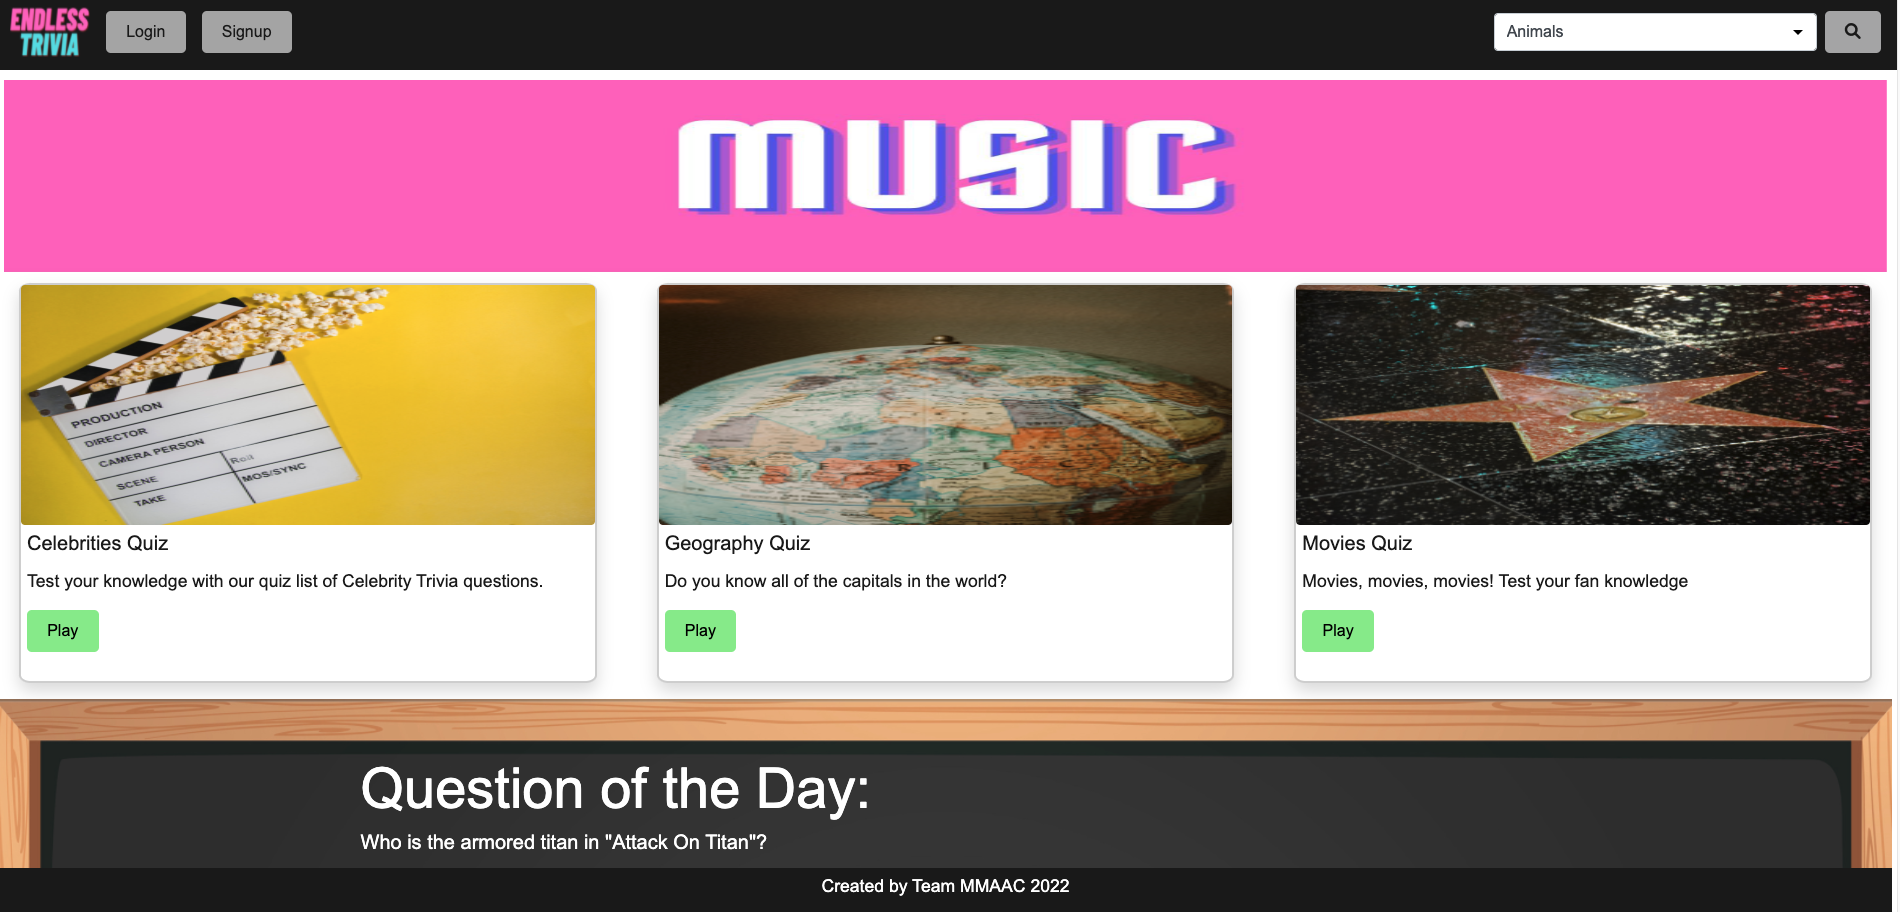 ENDLESS
TRIVIA
Login
Signup
Animals
MUSIC
PRODUCTION
DIRECTOR
CAMERA PERSON
SCENE
Roll
MOS/SYNC
TAKE
Celebrities Quiz
Test your knowledge with our quiz list of Celebrity Trivia questions.
Play
Geography Quiz
Do you know all of the capitals in the world?
Play
Movies Quiz
Movies, movies, movies! Test your fan knowledge
Play
Question of the Day:
Who is the armored titan in "Attack On Titan"?
Created by Team MMAAC 2022